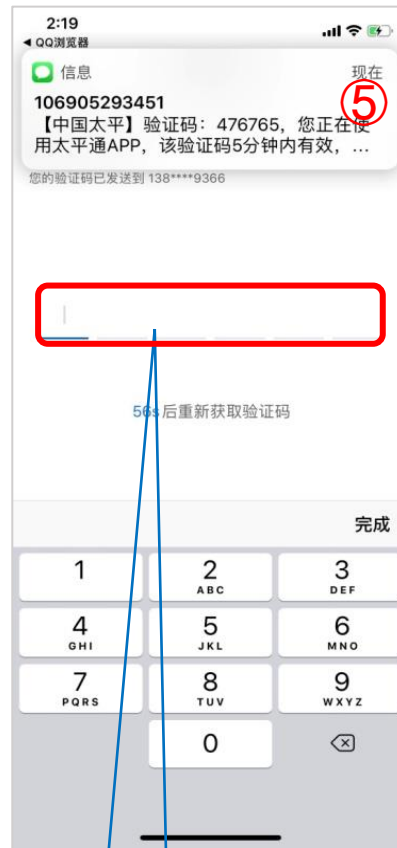 2:19
QQ浏览器
信息
现在
⑤
106905293451
【中国太平】验证码：476765，您正在使
用太平通APP，该验证码5分钟内有效，...
您的验证码已发送到 138****9366
56s后重新获取验证码
完成
1
2
ABC
3
DEF
4
GHI
5
JKL
6
MNO
7
PQRS
8
TUV
9
WXYZ
0